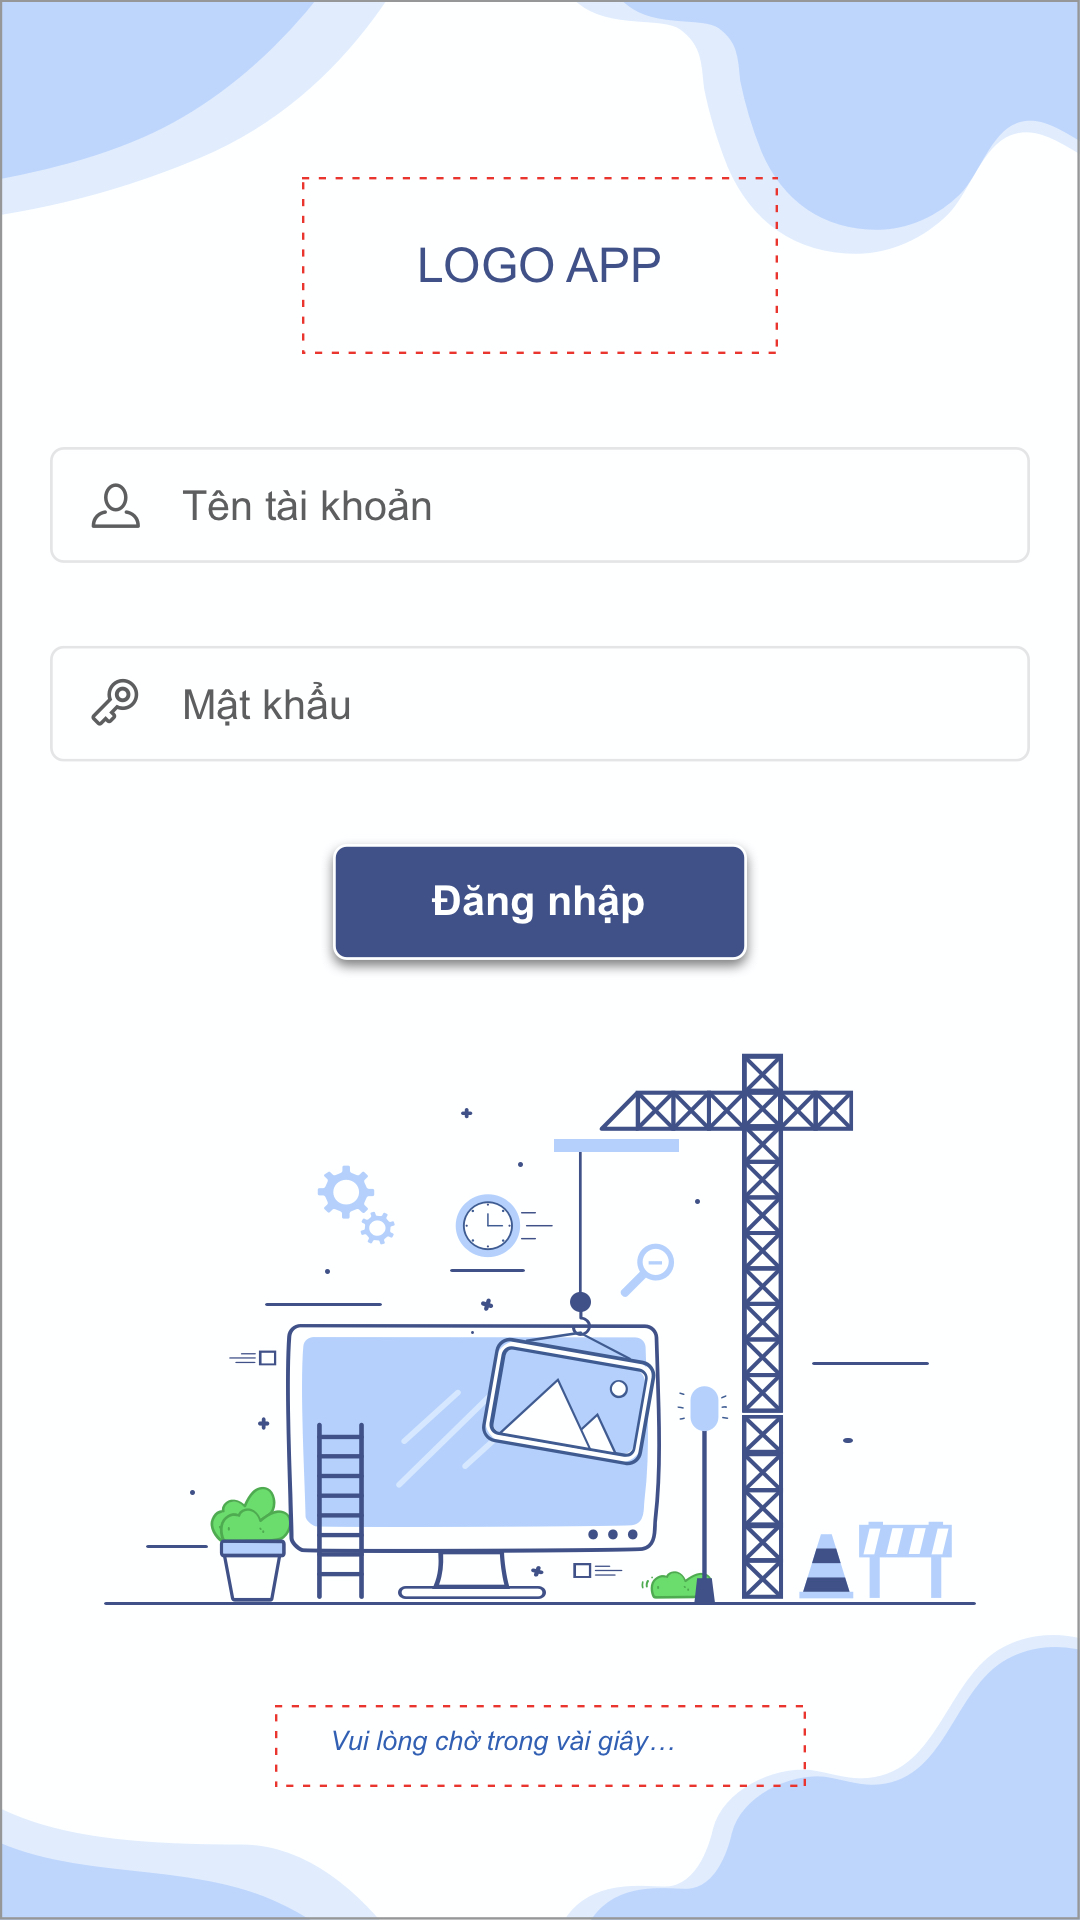 LOGO APP
Tên tài khoản
Mật khẩu
Đăng nhập
Vui lòng chờ trong vài giây…